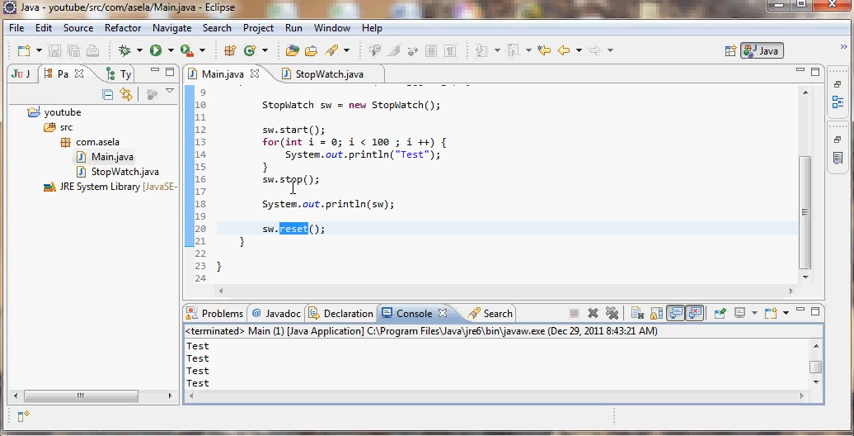 Java - youtube/src/com/asela/Main.java - Eclipse
File Edit Source Refactor Navigate Search Project Run Window Help
Java
Ju J Pa Ty
Main.java StopWatch.java
youtube
src
com.asela
Main.java
StopWatch.java
JRE System Library [JavaSE-
9
10 StopWatch sw = new StopWatch();
11
12 sw.start();
13 for(int i = 0; i < 100 ; i ++) {
14 System.out.println("Test");
15 }
16 sw.stop();
17
18 System.out.println(sw);
19
20 sw.reset();
21 }
22
23 }
24
Problems @ Javadoc Declaration Console Search
<terminated> Main (1) [Java Application] C:\Program Files\Java\jre6\bin\javaw.exe (Dec 29, 2011 8:43:21 AM)
Test
Test
Test
Test